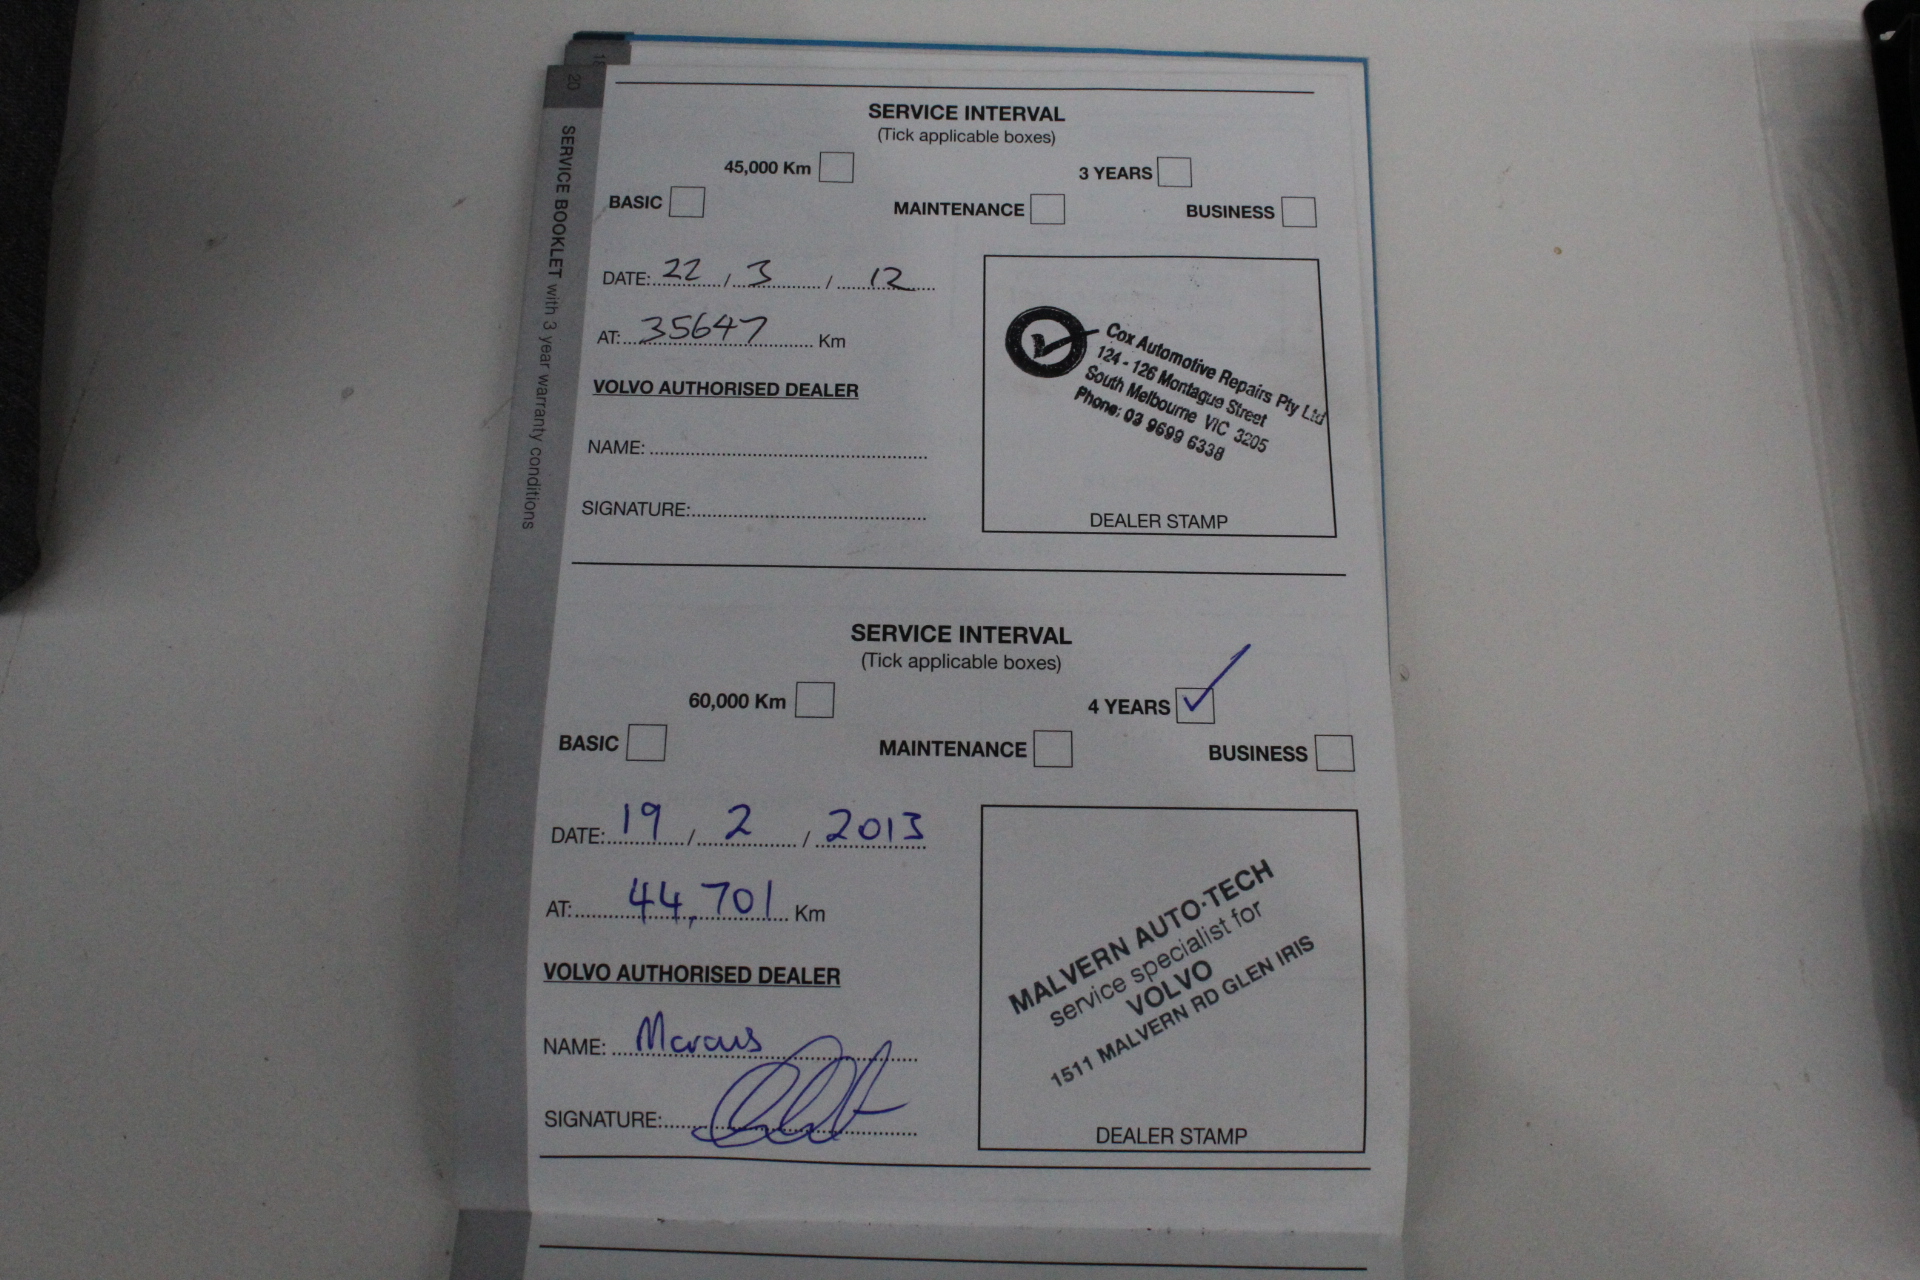 20
SERVICE BOOKLET with 3 year warranty conditions
SERVICE INTERVAL
(Tick applicable boxes)
45,000 Km
3 YEARS
BASIC
MAINTENANCE
BUSINESS
DATE: 22 / 3 / 12
AT: 35647 Km
VOLVO AUTHORISED DEALER
NAME:
SIGNATURE:
Cox Automotive Repairs Pty Ltd
124 - 126 Montague Street
South Melbourne VIC 3205
Phone: 03 9699 6338
DEALER STAMP
SERVICE INTERVAL
(Tick applicable boxes)
60,000 Km
4 YEARS
BASIC
MAINTENANCE
BUSINESS
DATE: 19 / 2 / 2013
AT: 44,701 Km
VOLVO AUTHORISED DEALER
NAME: Marcus
SIGNATURE:
MALVERN AUTO·TECH
service specialist for
VOLVO
1511 MALVERN RD GLEN IRIS
DEALER STAMP